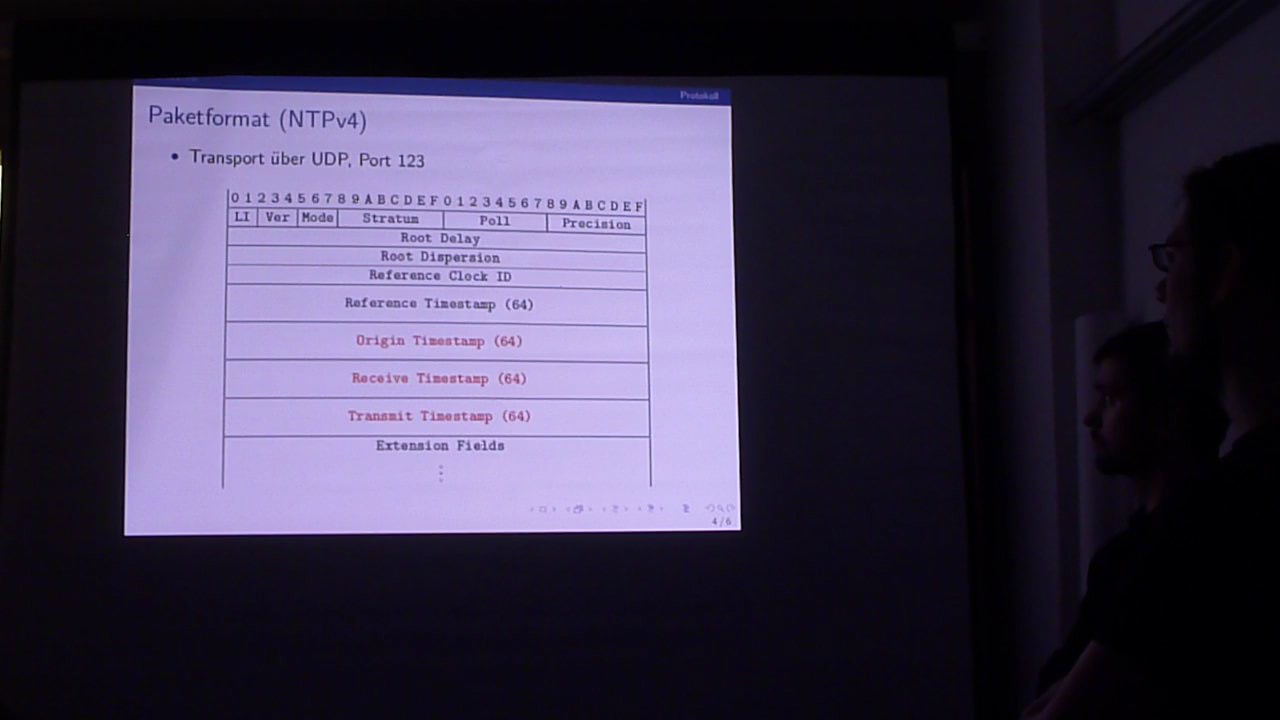 Protokoll
Paketformat (NTPv4)
• Transport über UDP, Port 123
0 1 2 3 4 5 6 7 8 9 A B C D E F 0 1 2 3 4 5 6 7 8 9 A B C D E F
LI Ver Mode Stratum Poll Precision
Root Delay
Root Dispersion
Reference Clock ID
Reference Timestamp (64)
Origin Timestamp (64)
Receive Timestamp (64)
Transmit Timestamp (64)
Extension Fields
⋮
4/6